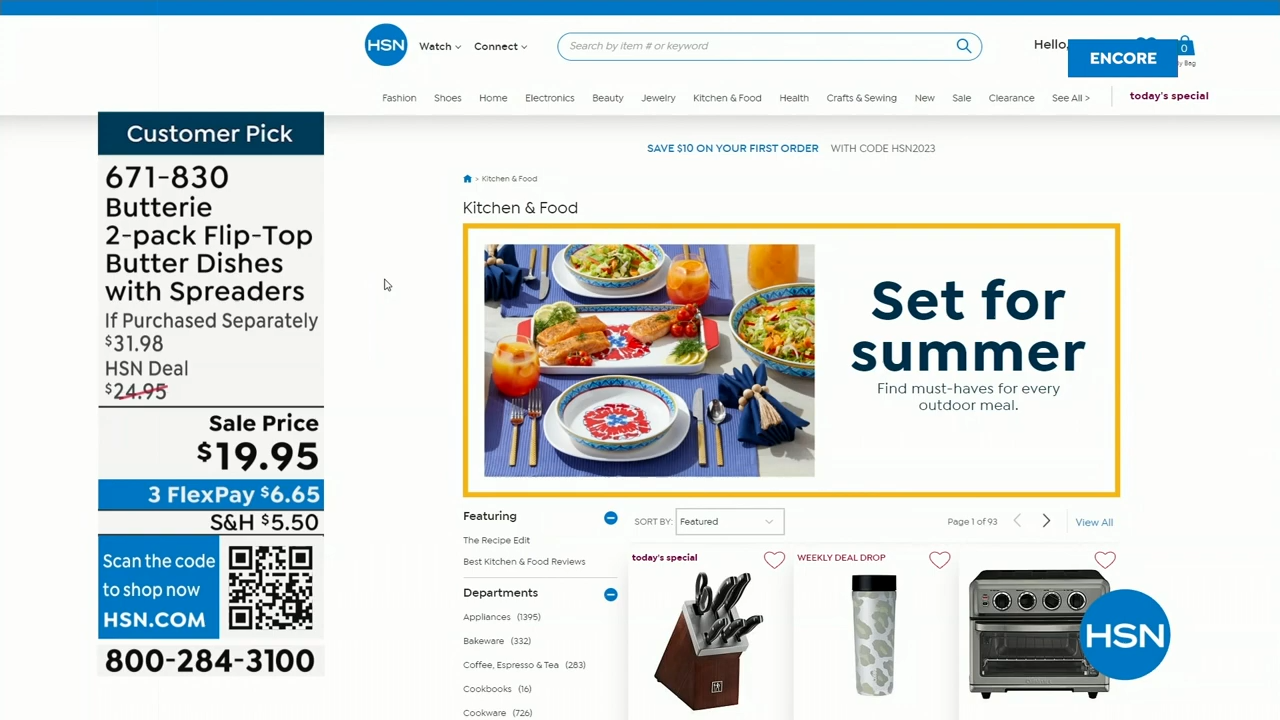 HSN
Watch
Connect
Search by item # or keyword
Hello,
ENCORE
0
Fashion
Shoes
Home
Electronics
Beauty
Jewelry
Kitchen & Food
Health
Crafts & Sewing
New
Sale
Clearance
See All >
today's special
Customer Pick
671-830
Butterie
2-pack Flip-Top
Butter Dishes
with Spreaders
If Purchased Separately
$31.98
HSN Deal
$24.95
Sale Price
$19.95
3 FlexPay $6.65
S&H $5.50
Scan the code
to shop now
HSN.COM
800-284-3100
SAVE $10 ON YOUR FIRST ORDER WITH CODE HSN2023
> Kitchen & Food
Kitchen & Food
Set for
summer
Find must-haves for every
outdoor meal.
Featuring
The Recipe Edit
Best Kitchen & Food Reviews
Departments
Appliances (1395)
Bakeware (332)
Coffee, Espresso & Tea (283)
Cookbooks (16)
Cookware (726)
SORT BY: Featured
Page 1 of 93
View All
today's special
WEEKLY DEAL DROP
HSN